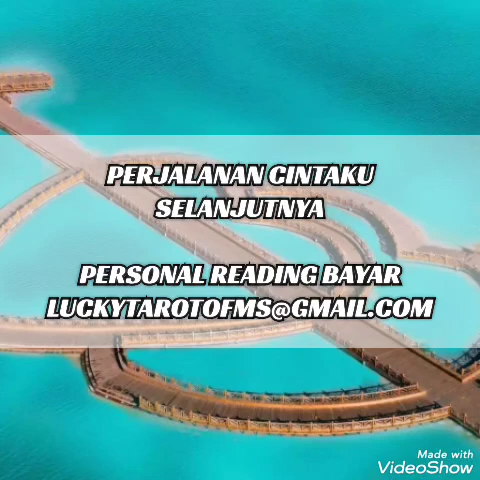 PERJALANAN CINTAKU
SELANJUTNYA
PERSONAL READING BAYAR
LUCKYTAROTOFMS@GMAIL.COM
Made with
VideoShow